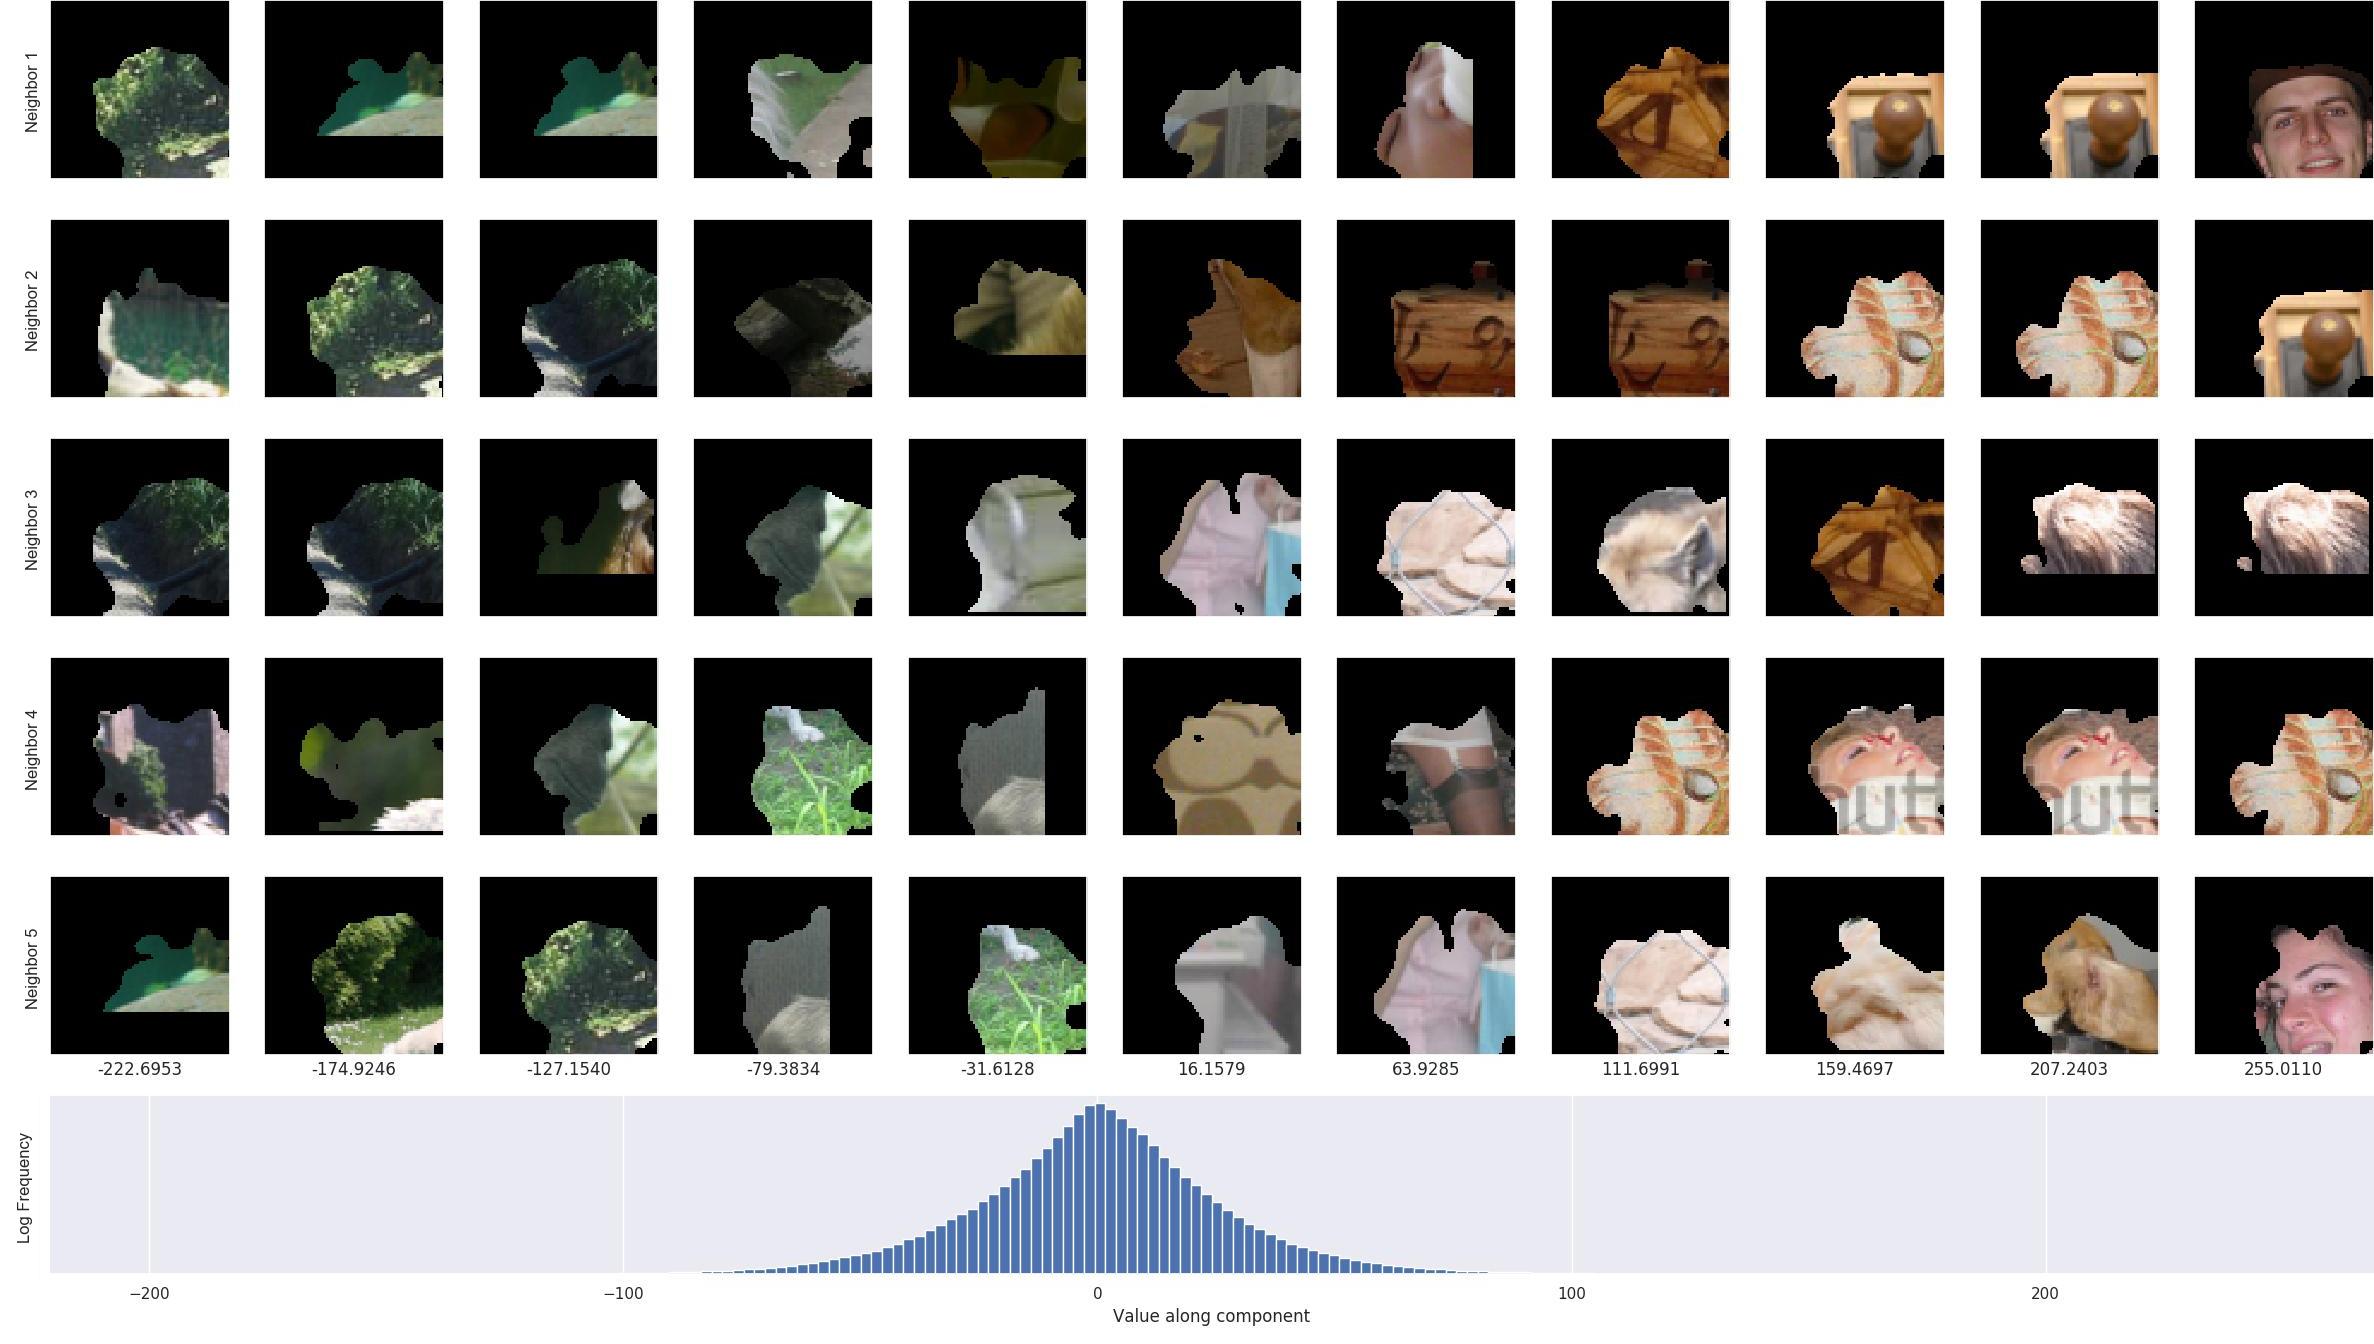 Neighbor 1
Neighbor 2
Neighbor 3
Neighbor 4
out
out
Neighbor 5
-222.6953 -174.9246 -127.1540 -79.3834 -31.6128 16.1579 63.9285 111.6991 159.4697 207.2403 255.0110
Log Frequency
−200 −100 0 100 200
Value along component